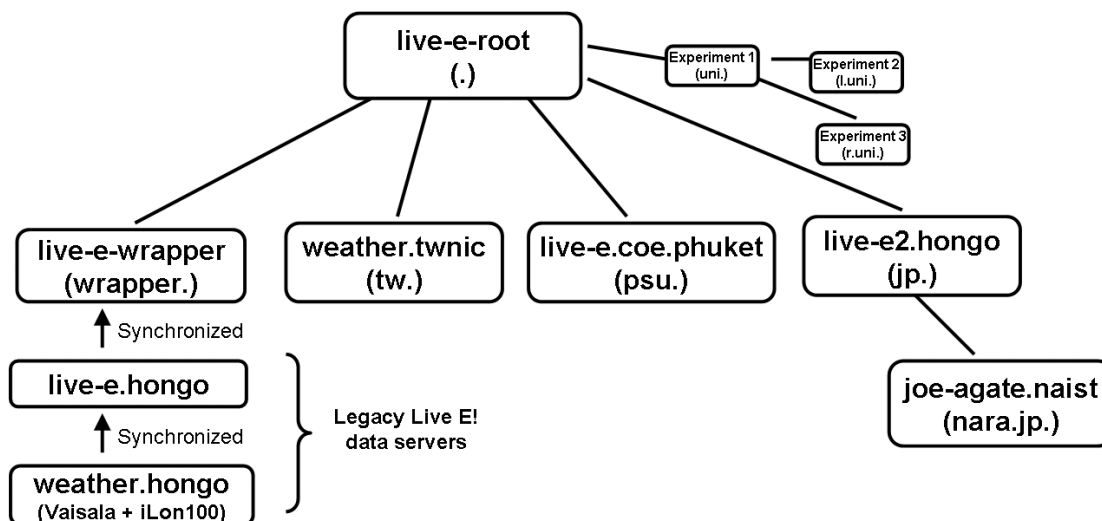 live-e-root
(.)
Experiment 1
(uni.)
Experiment 2
(l.uni.)
Experiment 3
(r.uni.)
live-e-wrapper
(wrapper.)
weather.twnic
(tw.)
live-e.coe.phuket
(psu.)
live-e2.hongo
(jp.)
Synchronized
live-e.hongo
Synchronized
weather.hongo
(Vaisala + iLon100)
Legacy Live E!
data servers
joe-agate.naist
(nara.jp.)